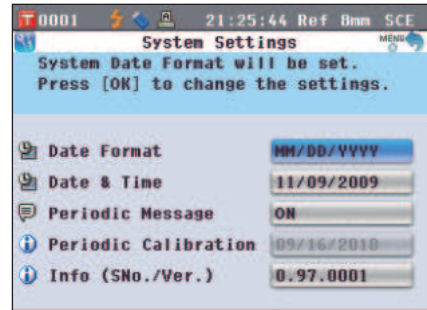 T 0001 21:25:44 Ref 8mm SCE
System Settings MENU
System Date Format will be set.
Press [OK] to change the settings.
Date Format MM/DD/YYYY
Date & Time 11/09/2009
Periodic Message ON
Periodic Calibration 09/16/2010
Info (SNo./Ver.) 0.97.0001